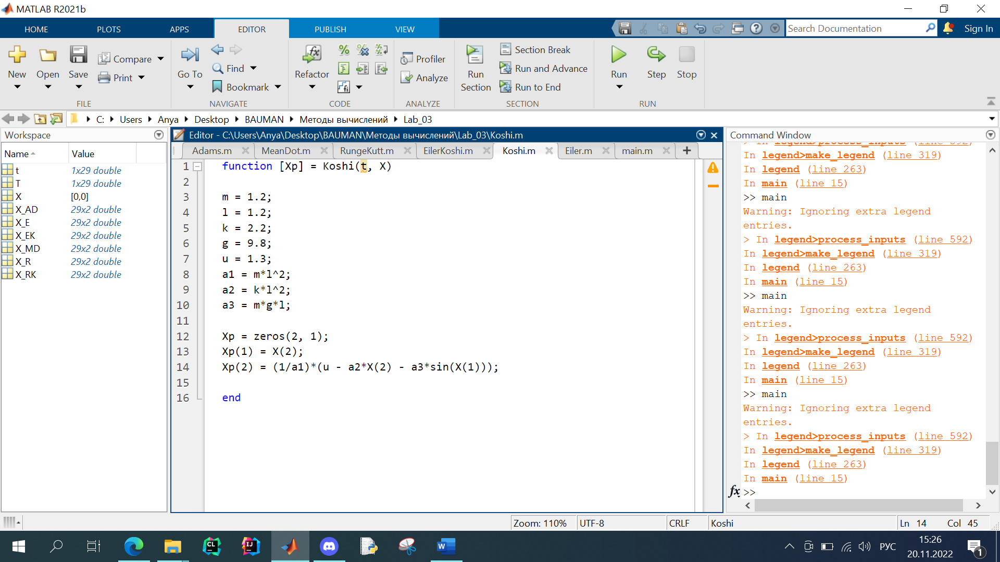 MATLAB R2021b
HOME PLOTS APPS EDITOR PUBLISH VIEW Search Documentation Sign In
New Open Save Compare Print FILE
Go To Find Bookmark NAVIGATE
Refactor CODE
Profiler Analyze ANALYZE
Run Section Section Break Run and Advance Run to End SECTION
Run Step Stop RUN
C: Users Anya Desktop BAUMAN Методы вычислений Lab_03
Workspace
Name Value
t 1x29 double
T 1x29 double
X [0,0]
X_AD 29x2 double
X_E 29x2 double
X_EK 29x2 double
X_MD 29x2 double
X_R 29x2 double
X_RK 29x2 double
Editor - C:\Users\Anya\Desktop\BAUMAN\Методы вычислений\Lab_03\Koshi.m
Adams.m MeanDot.m RungeKutt.m EilerKoshi.m Koshi.m Eiler.m main.m +
1 function [Xp] = Koshi(t, X)
2
3 m = 1.2;
4 l = 1.2;
5 k = 2.2;
6 g = 9.8;
7 u = 1.3;
8 a1 = m*l^2;
9 a2 = k*l^2;
10 a3 = m*g*l;
11
12 Xp = zeros(2, 1);
13 Xp(1) = X(2);
14 Xp(2) = (1/a1)*(u - a2*X(2) - a3*sin(X(1)));
15
16 end
Command Window
> In legend>process_inputs (line 592)
In legend>make_legend (line 319)
In legend (line 263)
In main (line 15)
>> main
Warning: Ignoring extra legend
entries.
> In legend>process_inputs (line 592)
In legend>make_legend (line 319)
In legend (line 263)
In main (line 15)
>> main
Warning: Ignoring extra legend
entries.
> In legend>process_inputs (line 592)
In legend>make_legend (line 319)
In legend (line 263)
In main (line 15)
>> main
Warning: Ignoring extra legend
entries.
> In legend>process_inputs (line 592)
In legend>make_legend (line 319)
In legend (line 263)
In main (line 15)
fx >>
Zoom: 110% UTF-8 CRLF Koshi Ln 14 Col 45
CL IJ W РУС 15:26
20.11.2022 1